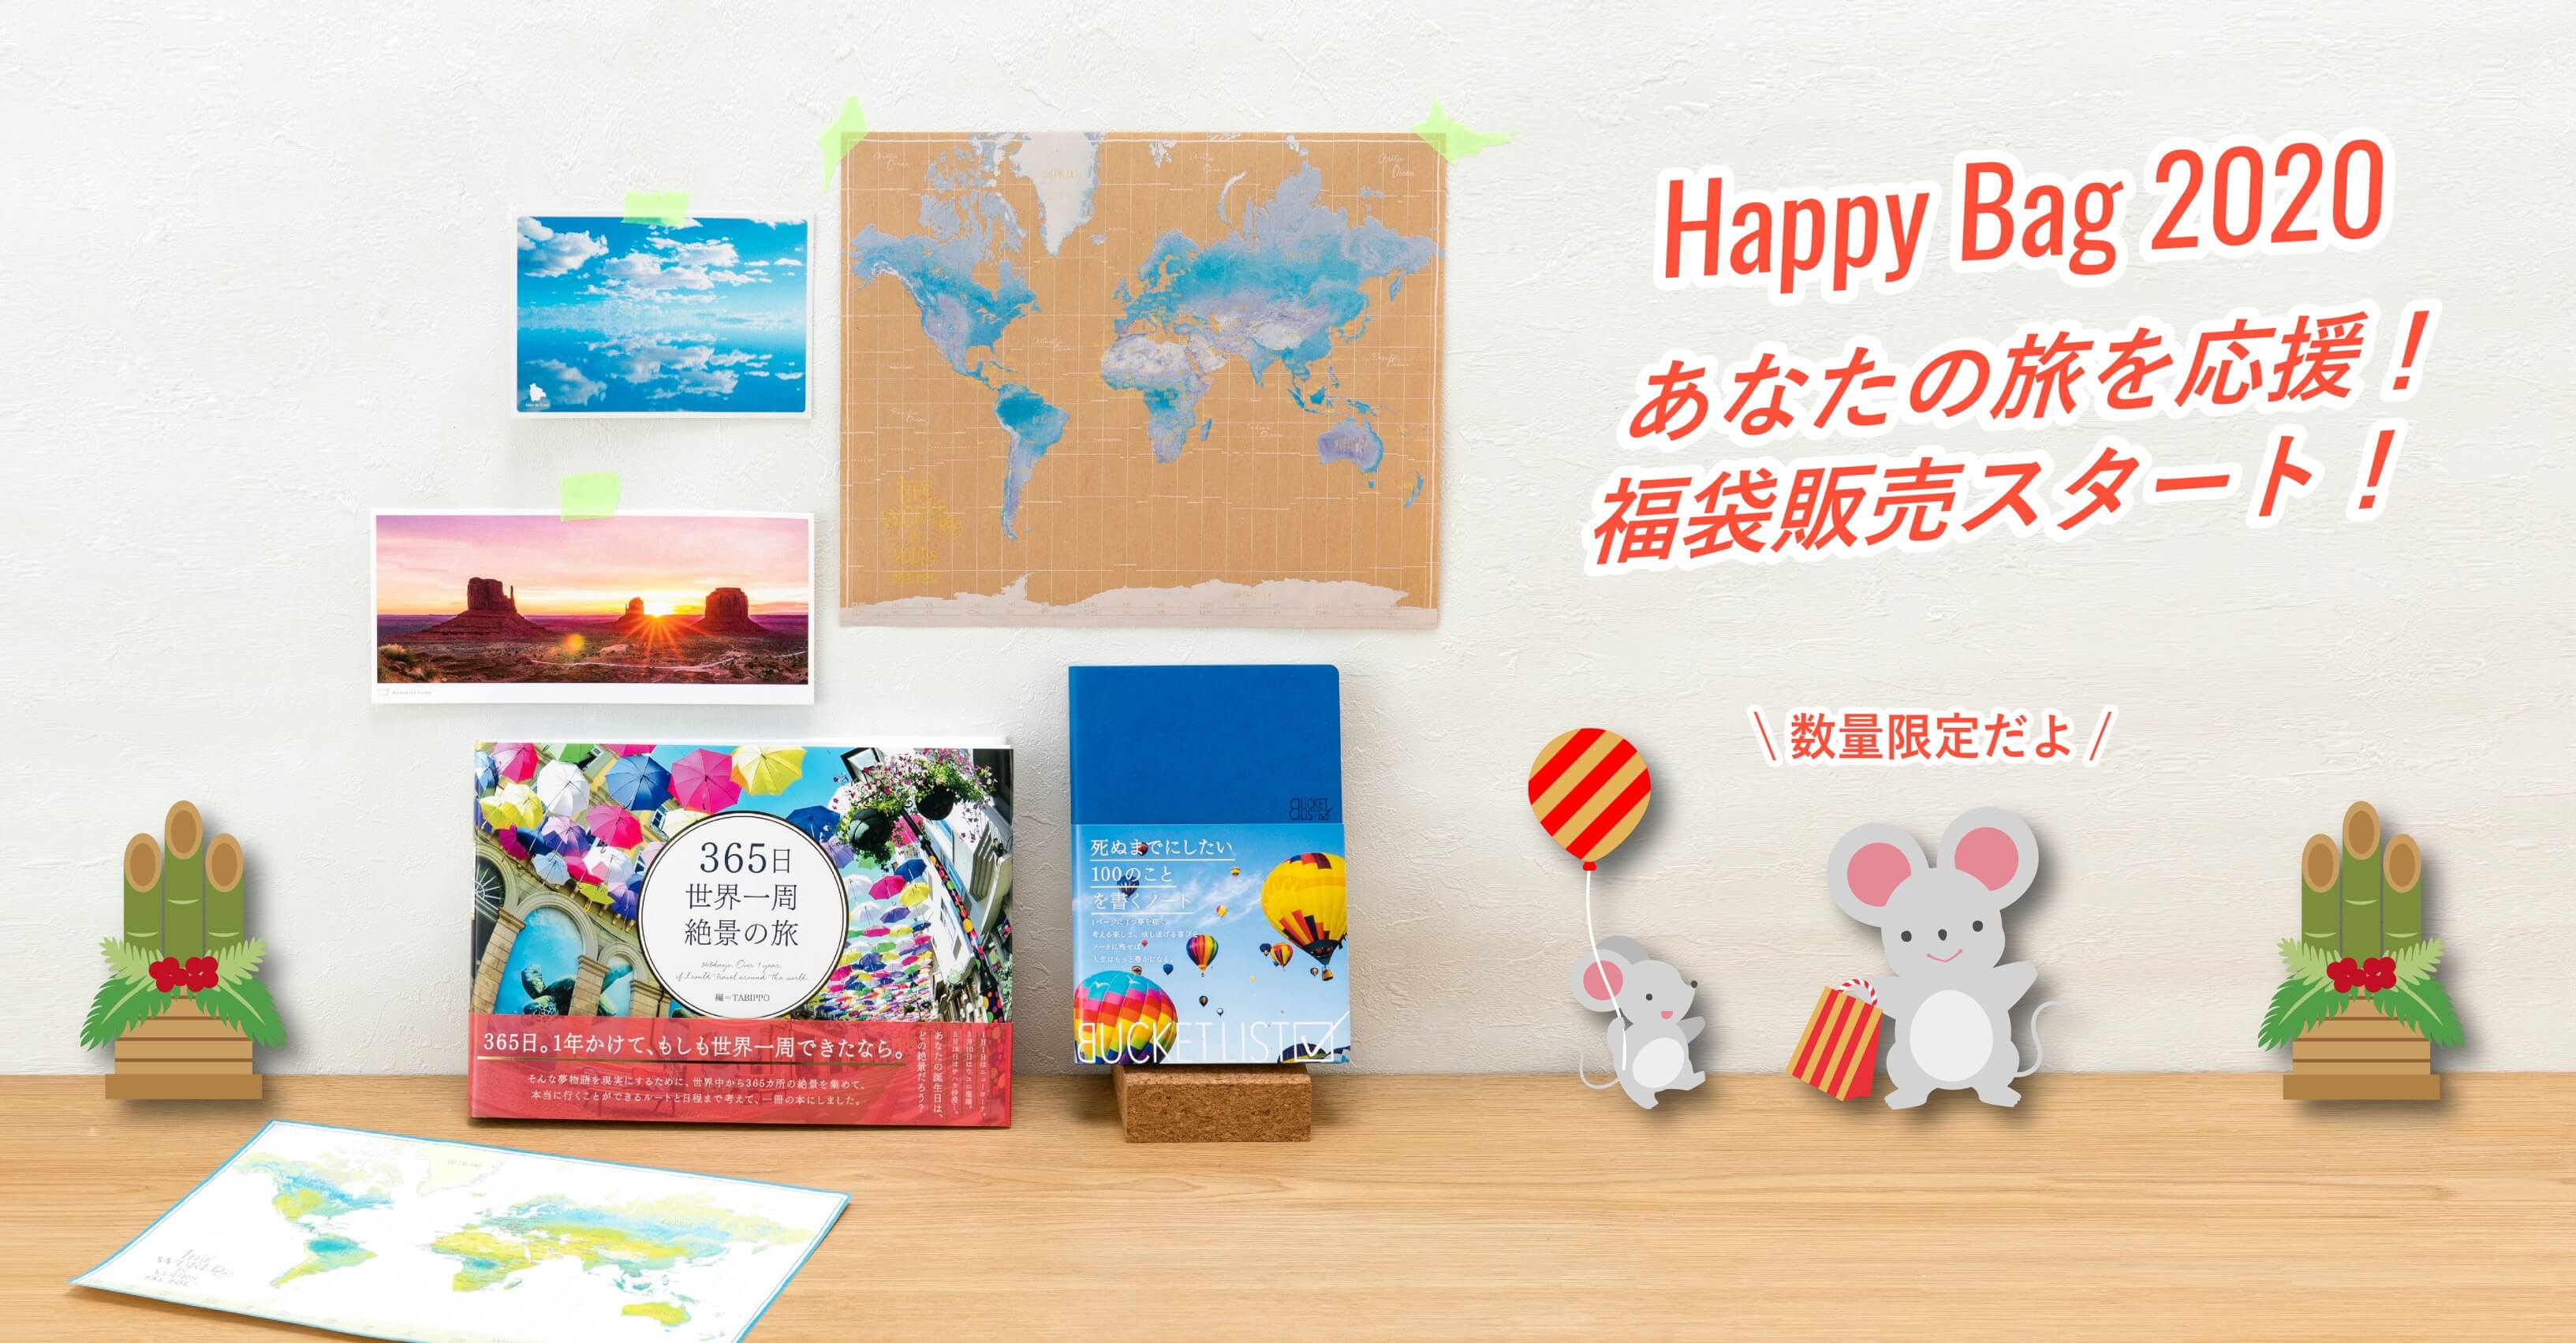 Happy Bag 2020
あなたの旅を応援！
福袋販売スタート！
\ 数量限定だよ /
365日
世界一周
絶景の旅
編=TABIPPO
365日。1年かけて、もしも世界一周できたなら。
そんな夢物語を現実にするために、世界中から365カ所の絶景を集めて、
本当に行くことができるルートと日程まで考えて、一冊の本にしました。
あなたの誕生日は、
どの絶景だろう？
BUCKET
LIST
死ぬまでにしたい
100のこと
を書くノート
BUCKET LIST
THE
WORLD
IS
YOURS